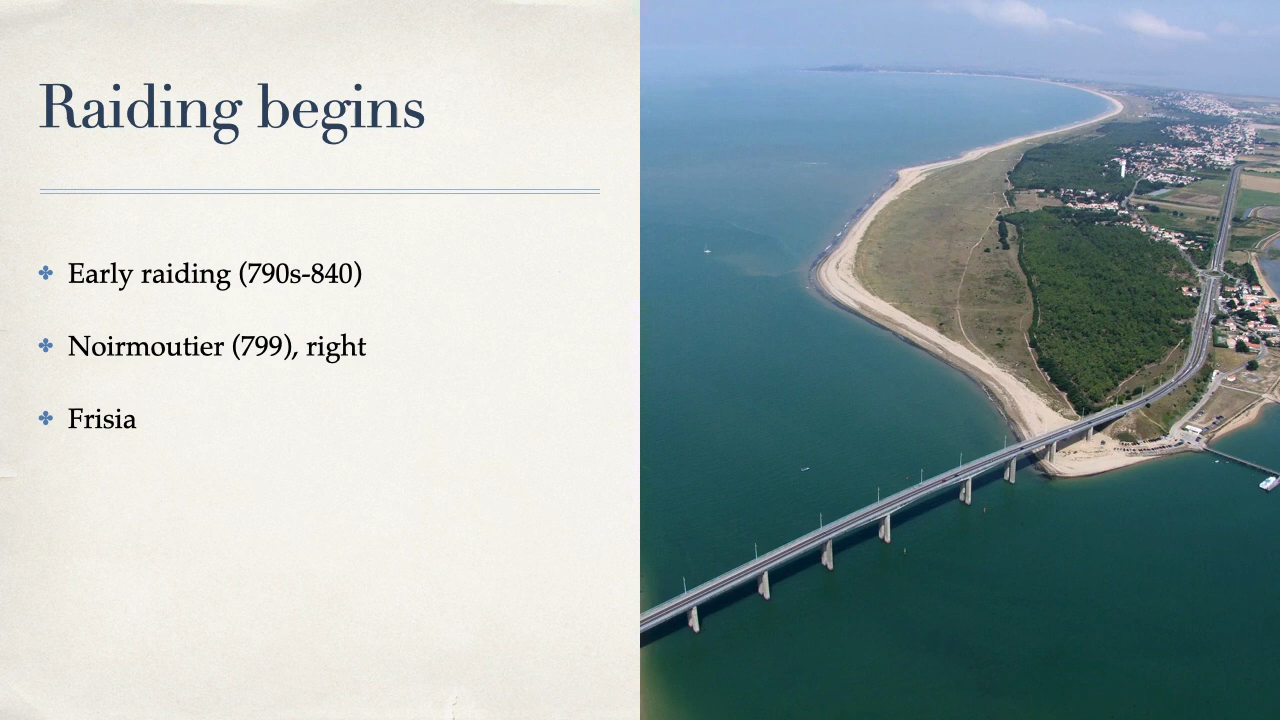 Raiding begins
Early raiding (790s-840)
Noirmoutier (799), right
Frisia